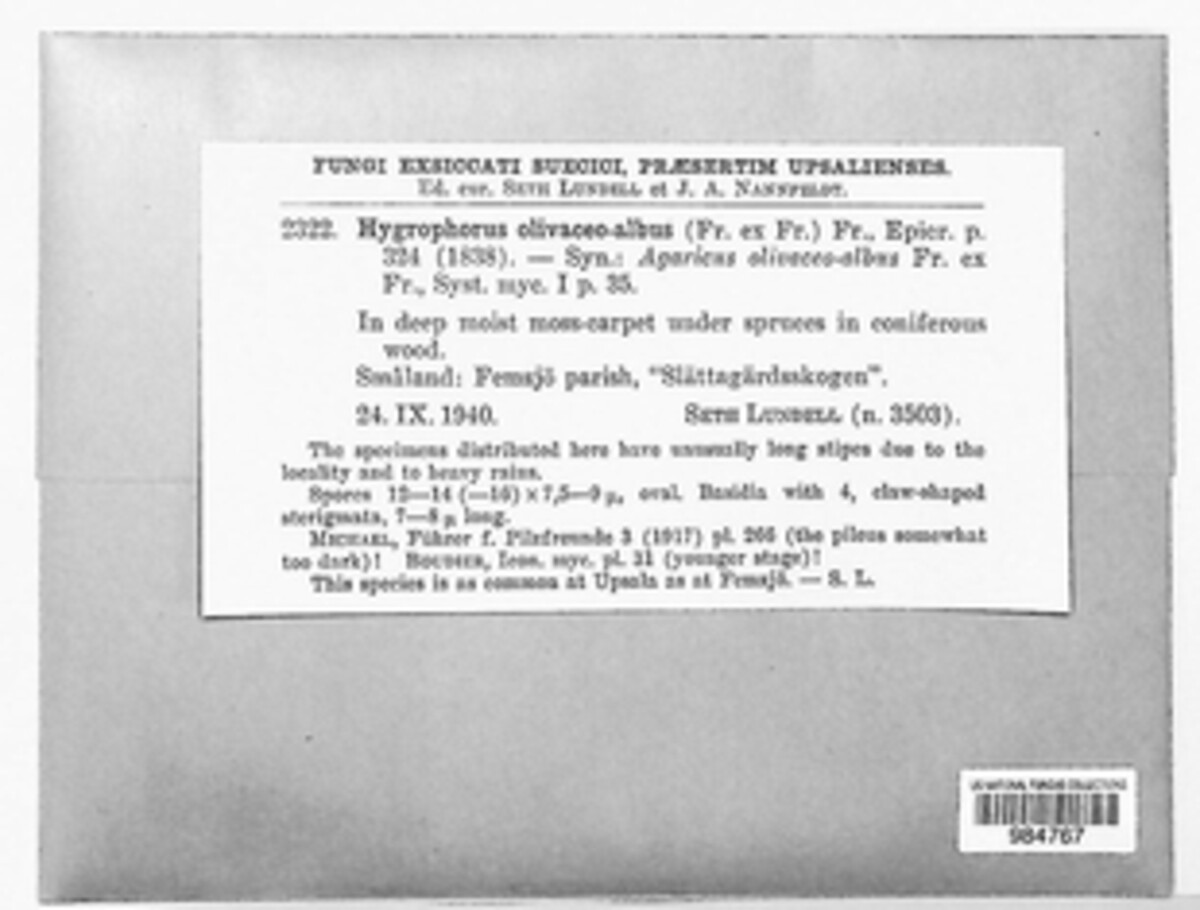 FUNGI EXSICCATI SUECICI, PRÆSERTIM UPSALIENSES.
Ed. cur. SETH LUNDELL et J. A. NANNFELDT.
2322. Hygrophorus olivaceo-albus (Fr. ex Fr.) Fr., Epicr. p.
324 (1838). — Syn.: Agaricus olivaceo-albus Fr. ex
Fr., Syst. myc. I p. 35.
In deep moist moss-carpet under spruces in coniferous
wood.
Småland: Femsjö parish, "Slättagärdsskogen".
24. IX. 1940. SETH LUNDELL (n. 3503).
The specimens distributed here have unusually long stipes due to the
locality and to heavy rains.
Spores 12—14 (—16) × 7,5—9 µ, oval. Basidia with 4, claw-shaped
sterigmata, 7—8 µ long.
MICHAEL, Führer f. Pilzfreunde 3 (1917) pl. 266 (the pileus somewhat
too dark)! BOUDIER, Icon. myc. pl. 31 (younger stage)!
This species is as common at Upsala as at Femsjö. — S. L.
US NATIONAL FUNGUS COLLECTIONS
984767